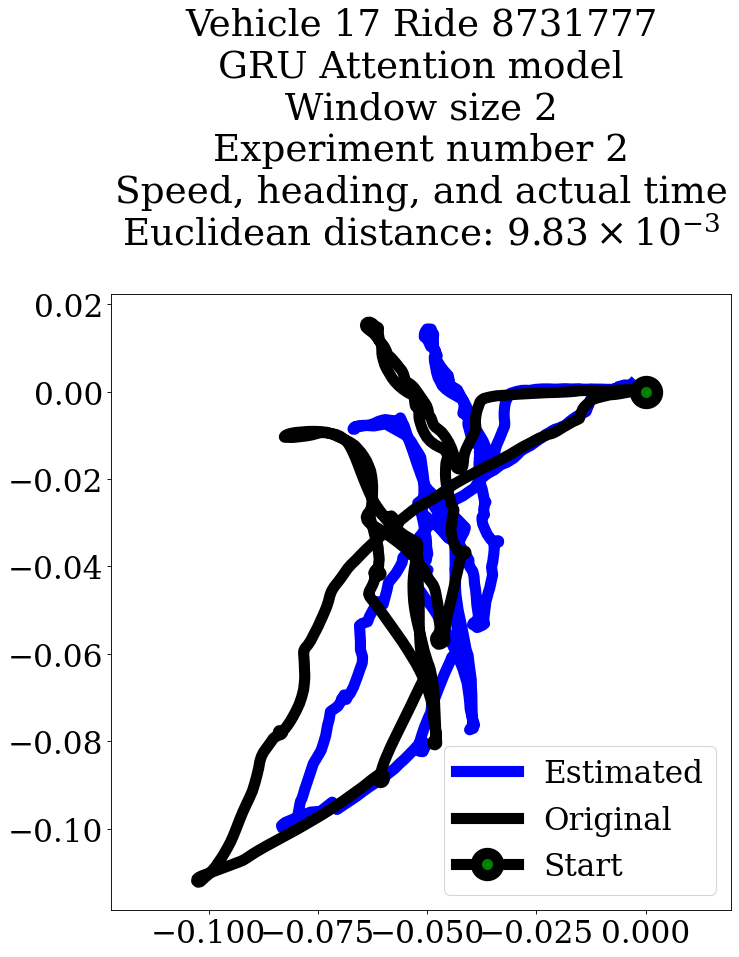 Vehicle 17 Ride 8731777
GRU Attention model
Window size 2
Experiment number 2
Speed, heading, and actual time
Euclidean distance: 9.83 × 10⁻³
0.02
0.00
−0.02
−0.04
−0.06
−0.08
−0.10
Estimated
Original
Start
−0.100 −0.075 −0.050 −0.025 0.000